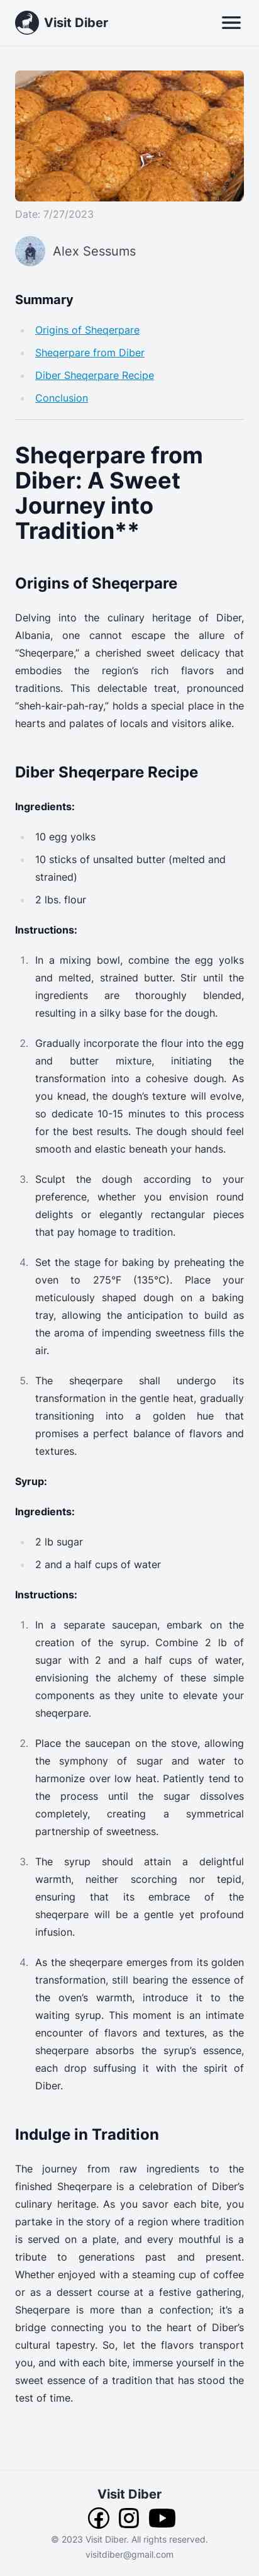 Visit Diber
Date: 7/27/2023
Alex Sessums
Summary
Origins of Sheqerpare
Sheqerpare from Diber
Diber Sheqerpare Recipe
Conclusion
Sheqerpare from
Diber: A Sweet
Journey into
Tradition**
Origins of Sheqerpare
Delving into the culinary heritage of Diber,
Albania, one cannot escape the allure of
“Sheqerpare,” a cherished sweet delicacy that
embodies the region’s rich flavors and
traditions. This delectable treat, pronounced
“sheh-kair-pah-ray,” holds a special place in the
hearts and palates of locals and visitors alike.
Diber Sheqerpare Recipe
Ingredients:
10 egg yolks
10 sticks of unsalted butter (melted and
strained)
2 lbs. flour
Instructions:
1. In a mixing bowl, combine the egg yolks
and melted, strained butter. Stir until the
ingredients are thoroughly blended,
resulting in a silky base for the dough.
2. Gradually incorporate the flour into the egg
and butter mixture, initiating the
transformation into a cohesive dough. As
you knead, the dough’s texture will evolve,
so dedicate 10-15 minutes to this process
for the best results. The dough should feel
smooth and elastic beneath your hands.
3. Sculpt the dough according to your
preference, whether you envision round
delights or elegantly rectangular pieces
that pay homage to tradition.
4. Set the stage for baking by preheating the
oven to 275°F (135°C). Place your
meticulously shaped dough on a baking
tray, allowing the anticipation to build as
the aroma of impending sweetness fills the
air.
5. The sheqerpare shall undergo its
transformation in the gentle heat, gradually
transitioning into a golden hue that
promises a perfect balance of flavors and
textures.
Syrup:
Ingredients:
2 lb sugar
2 and a half cups of water
Instructions:
1. In a separate saucepan, embark on the
creation of the syrup. Combine 2 lb of
sugar with 2 and a half cups of water,
envisioning the alchemy of these simple
components as they unite to elevate your
sheqerpare.
2. Place the saucepan on the stove, allowing
the symphony of sugar and water to
harmonize over low heat. Patiently tend to
the process until the sugar dissolves
completely, creating a symmetrical
partnership of sweetness.
3. The syrup should attain a delightful
warmth, neither scorching nor tepid,
ensuring that its embrace of the
sheqerpare will be a gentle yet profound
infusion.
4. As the sheqerpare emerges from its golden
transformation, still bearing the essence of
the oven’s warmth, introduce it to the
waiting syrup. This moment is an intimate
encounter of flavors and textures, as the
sheqerpare absorbs the syrup’s essence,
each drop suffusing it with the spirit of
Diber.
Indulge in Tradition
The journey from raw ingredients to the
finished Sheqerpare is a celebration of Diber’s
culinary heritage. As you savor each bite, you
partake in the story of a region where tradition
is served on a plate, and every mouthful is a
tribute to generations past and present.
Whether enjoyed with a steaming cup of coffee
or as a dessert course at a festive gathering,
Sheqerpare is more than a confection; it’s a
bridge connecting you to the heart of Diber’s
cultural tapestry. So, let the flavors transport
you, and with each bite, immerse yourself in the
sweet essence of a tradition that has stood the
test of time.
Visit Diber
© 2023 Visit Diber. All rights reserved.
visitdiber@gmail.com